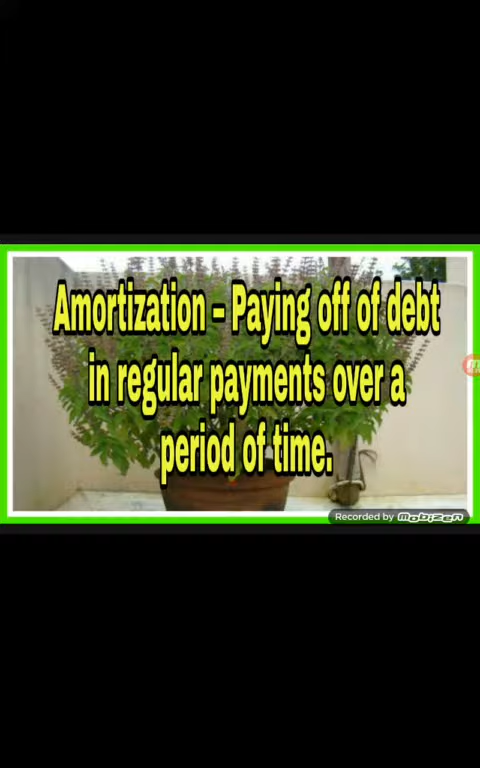 Amortization – Paying off of debt
in regular payments over a
period of time.
Recorded by Mobizen